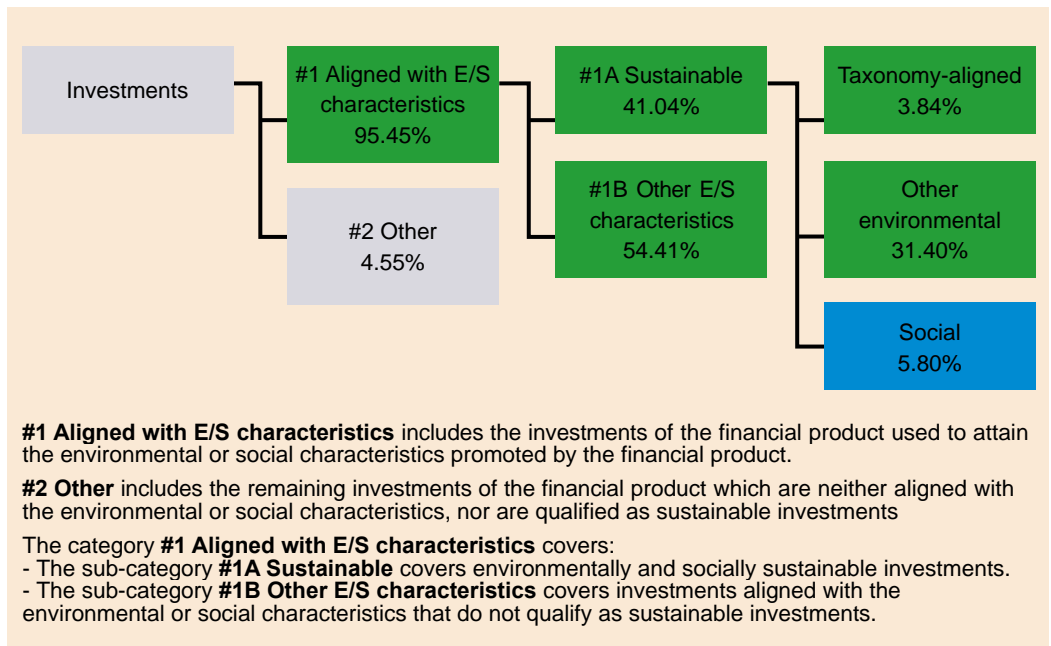 Investments
#1 Aligned with E/S
characteristics
95.45%
#2 Other
4.55%
#1A Sustainable
41.04%
#1B Other E/S
characteristics
54.41%
Taxonomy-aligned
3.84%
Other
environmental
31.40%
Social
5.80%
#1 Aligned with E/S characteristics includes the investments of the financial product used to attain
the environmental or social characteristics promoted by the financial product.
#2 Other includes the remaining investments of the financial product which are neither aligned with
the environmental or social characteristics, nor are qualified as sustainable investments
The category #1 Aligned with E/S characteristics covers:
- The sub-category #1A Sustainable covers environmentally and socially sustainable investments.
- The sub-category #1B Other E/S characteristics covers investments aligned with the
environmental or social characteristics that do not qualify as sustainable investments.